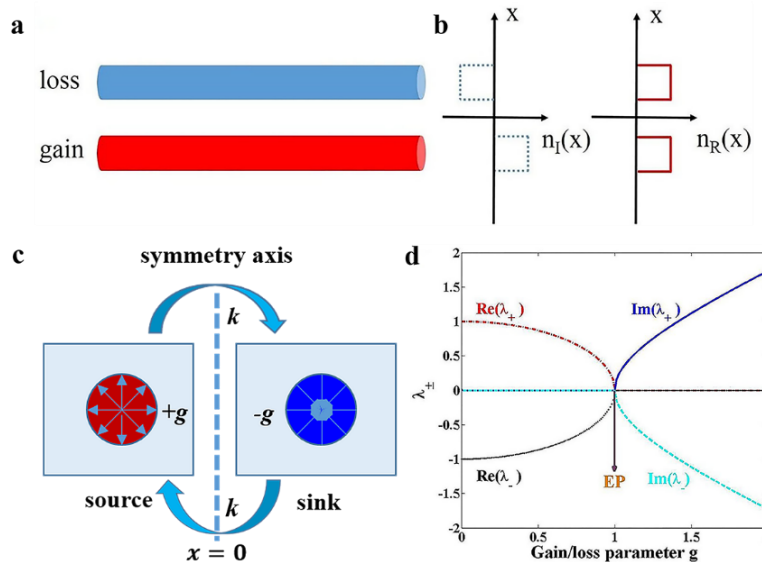 a
loss
gain
b
x
n_I(x)
x
n_R(x)
c
symmetry axis
k
+g
-g
source
k
sink
x = 0
d
2
1.5
1
0.5
0
-0.5
-1
-1.5
-2
λ±
Re(λ₊)
Im(λ₊)
Re(λ₋)
EP
Im(λ₋)
0
0.5
1
1.5
Gain/loss parameter g